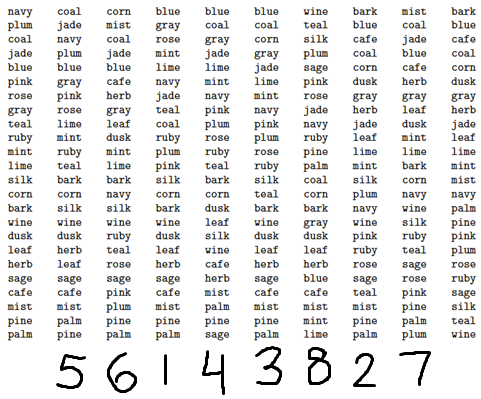 navy coal corn blue blue blue wine bark mist bark
plum jade mist gray coal coal teal blue coal blue
coal navy coal rose gray corn silk cafe jade cafe
jade plum jade mint jade gray plum coal blue coal
blue blue blue lime lime jade sage corn cafe corn
pink gray cafe navy mint lime pink dusk herb dusk
rose pink herb jade navy mint rose gray gray gray
gray rose gray teal pink navy jade herb leaf herb
teal lime leaf coal plum pink navy jade dusk jade
ruby mint dusk ruby rose plum ruby leaf mint leaf
mint ruby mint plum ruby rose pine lime lime lime
lime teal lime pink teal ruby palm mint bark mint
silk bark bark silk bark silk coal silk corn mist
corn corn navy corn corn teal corn plum navy navy
bark silk silk bark dusk bark bark navy wine palm
wine wine wine wine leaf wine gray wine silk pine
dusk dusk ruby dusk silk dusk dusk pink ruby pink
leaf herb teal leaf wine leaf leaf ruby teal plum
herb leaf rose herb cafe herb herb rose sage rose
sage sage sage sage herb sage blue sage rose ruby
cafe cafe pink cafe mist cafe cafe teal pink sage
mist mist plum mist palm mist mist mist pine silk
pine palm pine pine pine pine mint pine palm teal
palm pine palm palm sage palm lime palm plum wine
5 6 1 4 3 8 2 7